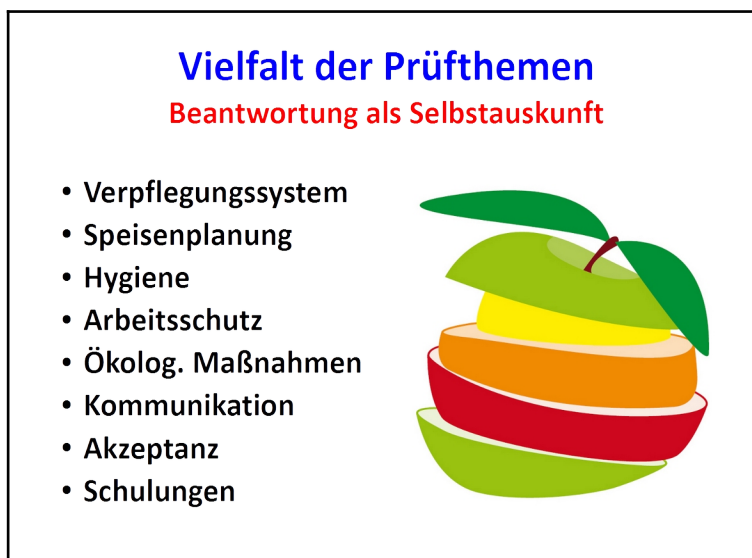 Vielfalt der Prüfthemen
Beantwortung als Selbstauskunft
• Verpflegungssystem
• Speisenplanung
• Hygiene
• Arbeitsschutz
• Ökolog. Maßnahmen
• Kommunikation
• Akzeptanz
• Schulungen